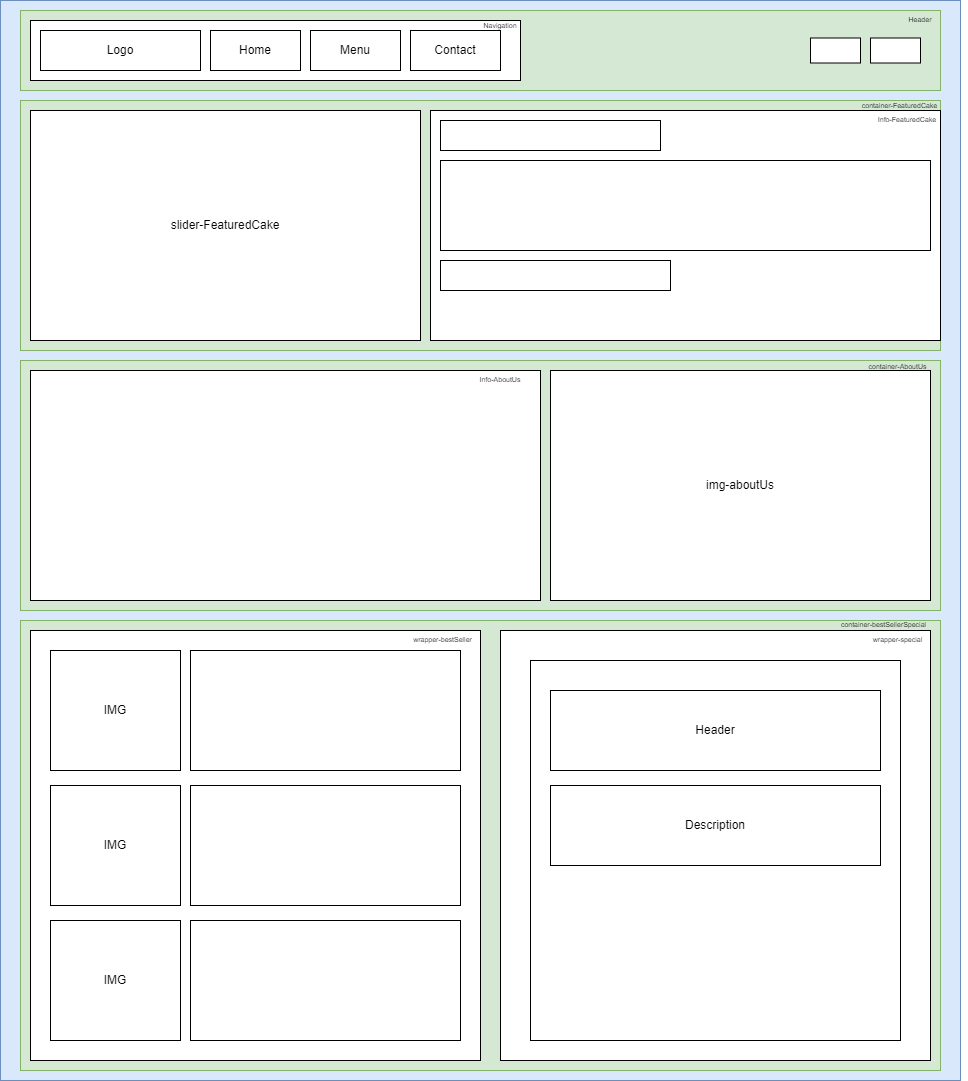 Navigation
Header
Logo
Home
Menu
Contact
container-FeaturedCake
Info-FeaturedCake
slider-FeaturedCake
container-AboutUs
Info-AboutUs
img-aboutUs
container-bestSellerSpecial
wrapper-bestSeller
wrapper-special
IMG
Header
Description
IMG
IMG